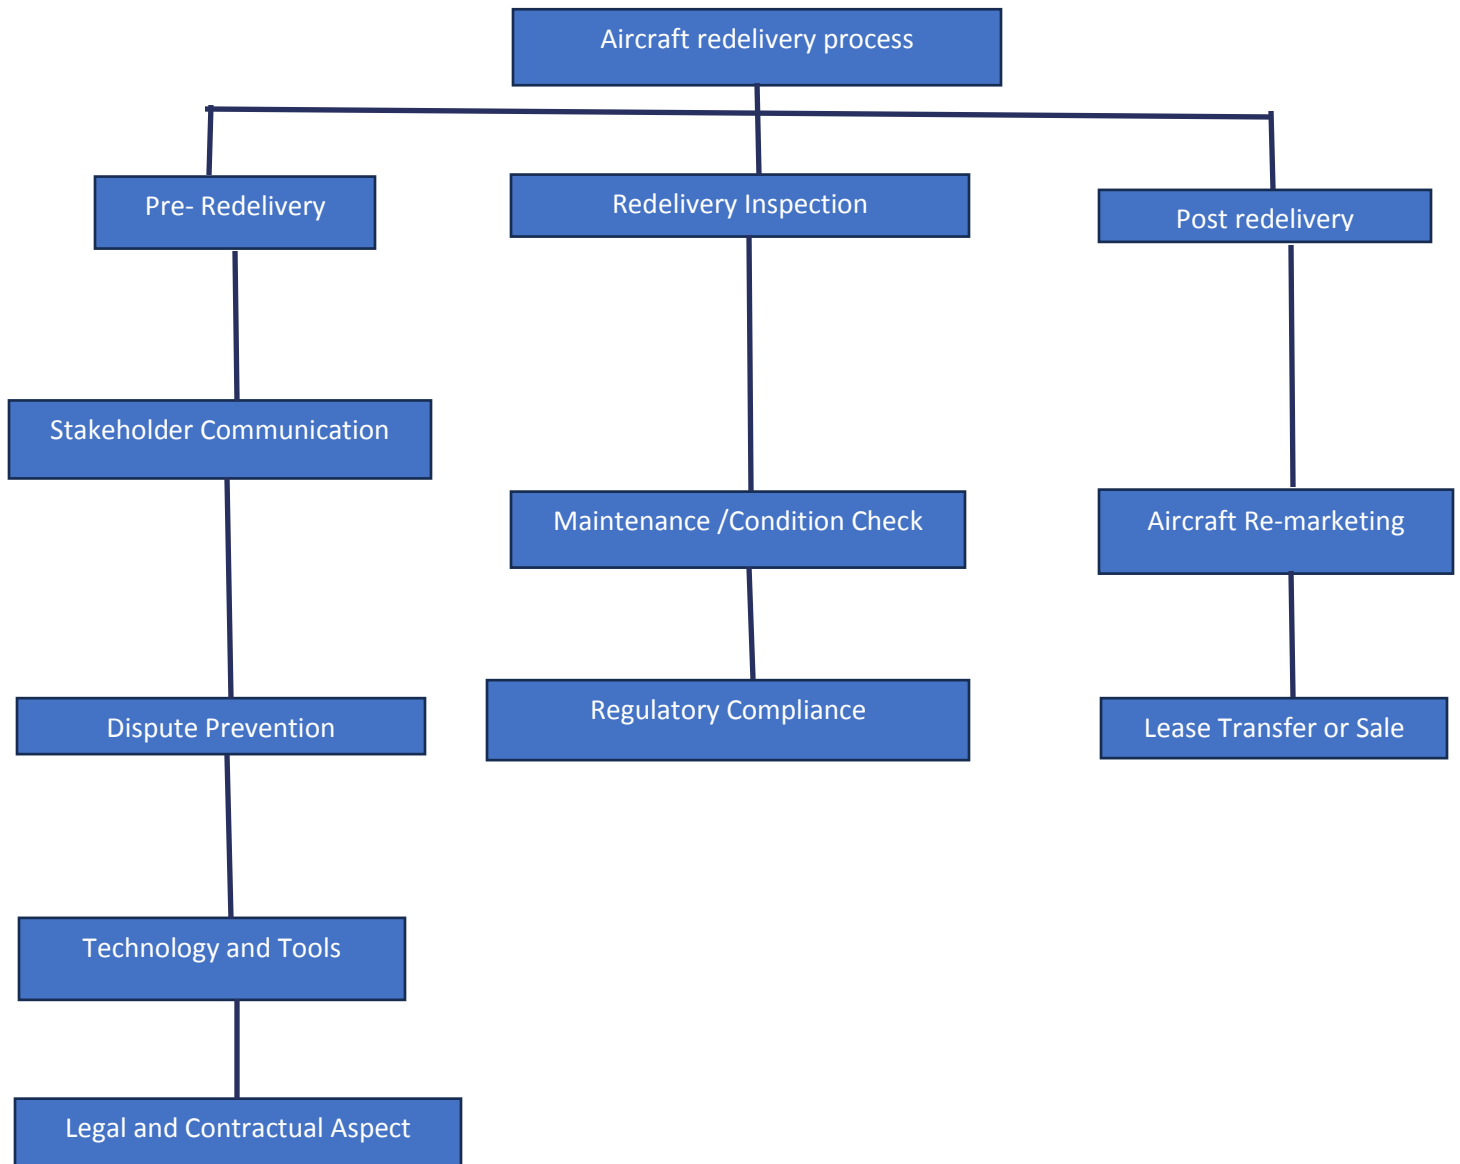 Aircraft redelivery process
Pre- Redelivery
Redelivery Inspection
Post redelivery
Stakeholder Communication
Maintenance /Condition Check
Aircraft Re-marketing
Regulatory Compliance
Dispute Prevention
Lease Transfer or Sale
Technology and Tools
Legal and Contractual Aspect